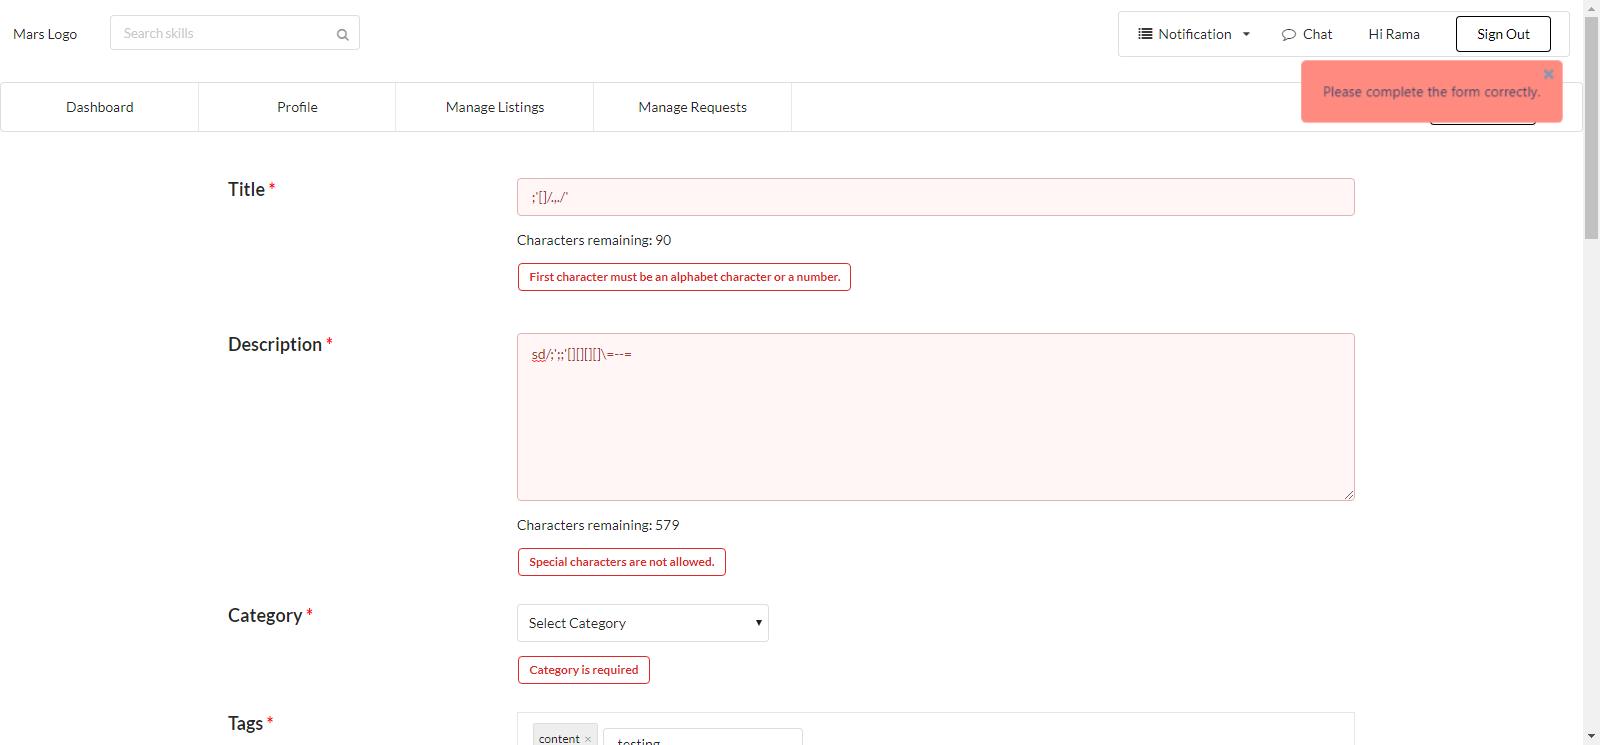 Mars Logo
Search skills
Notification
Chat
Hi Rama
Sign Out
Please complete the form correctly.
Dashboard
Profile
Manage Listings
Manage Requests
Title *
;'[]/.,./'
Characters remaining: 90
First character must be an alphabet character or a number.
Description *
sd/;';;'[][][][]\=--=
Characters remaining: 579
Special characters are not allowed.
Category *
Select Category
Category is required
Tags *
content ×
testing